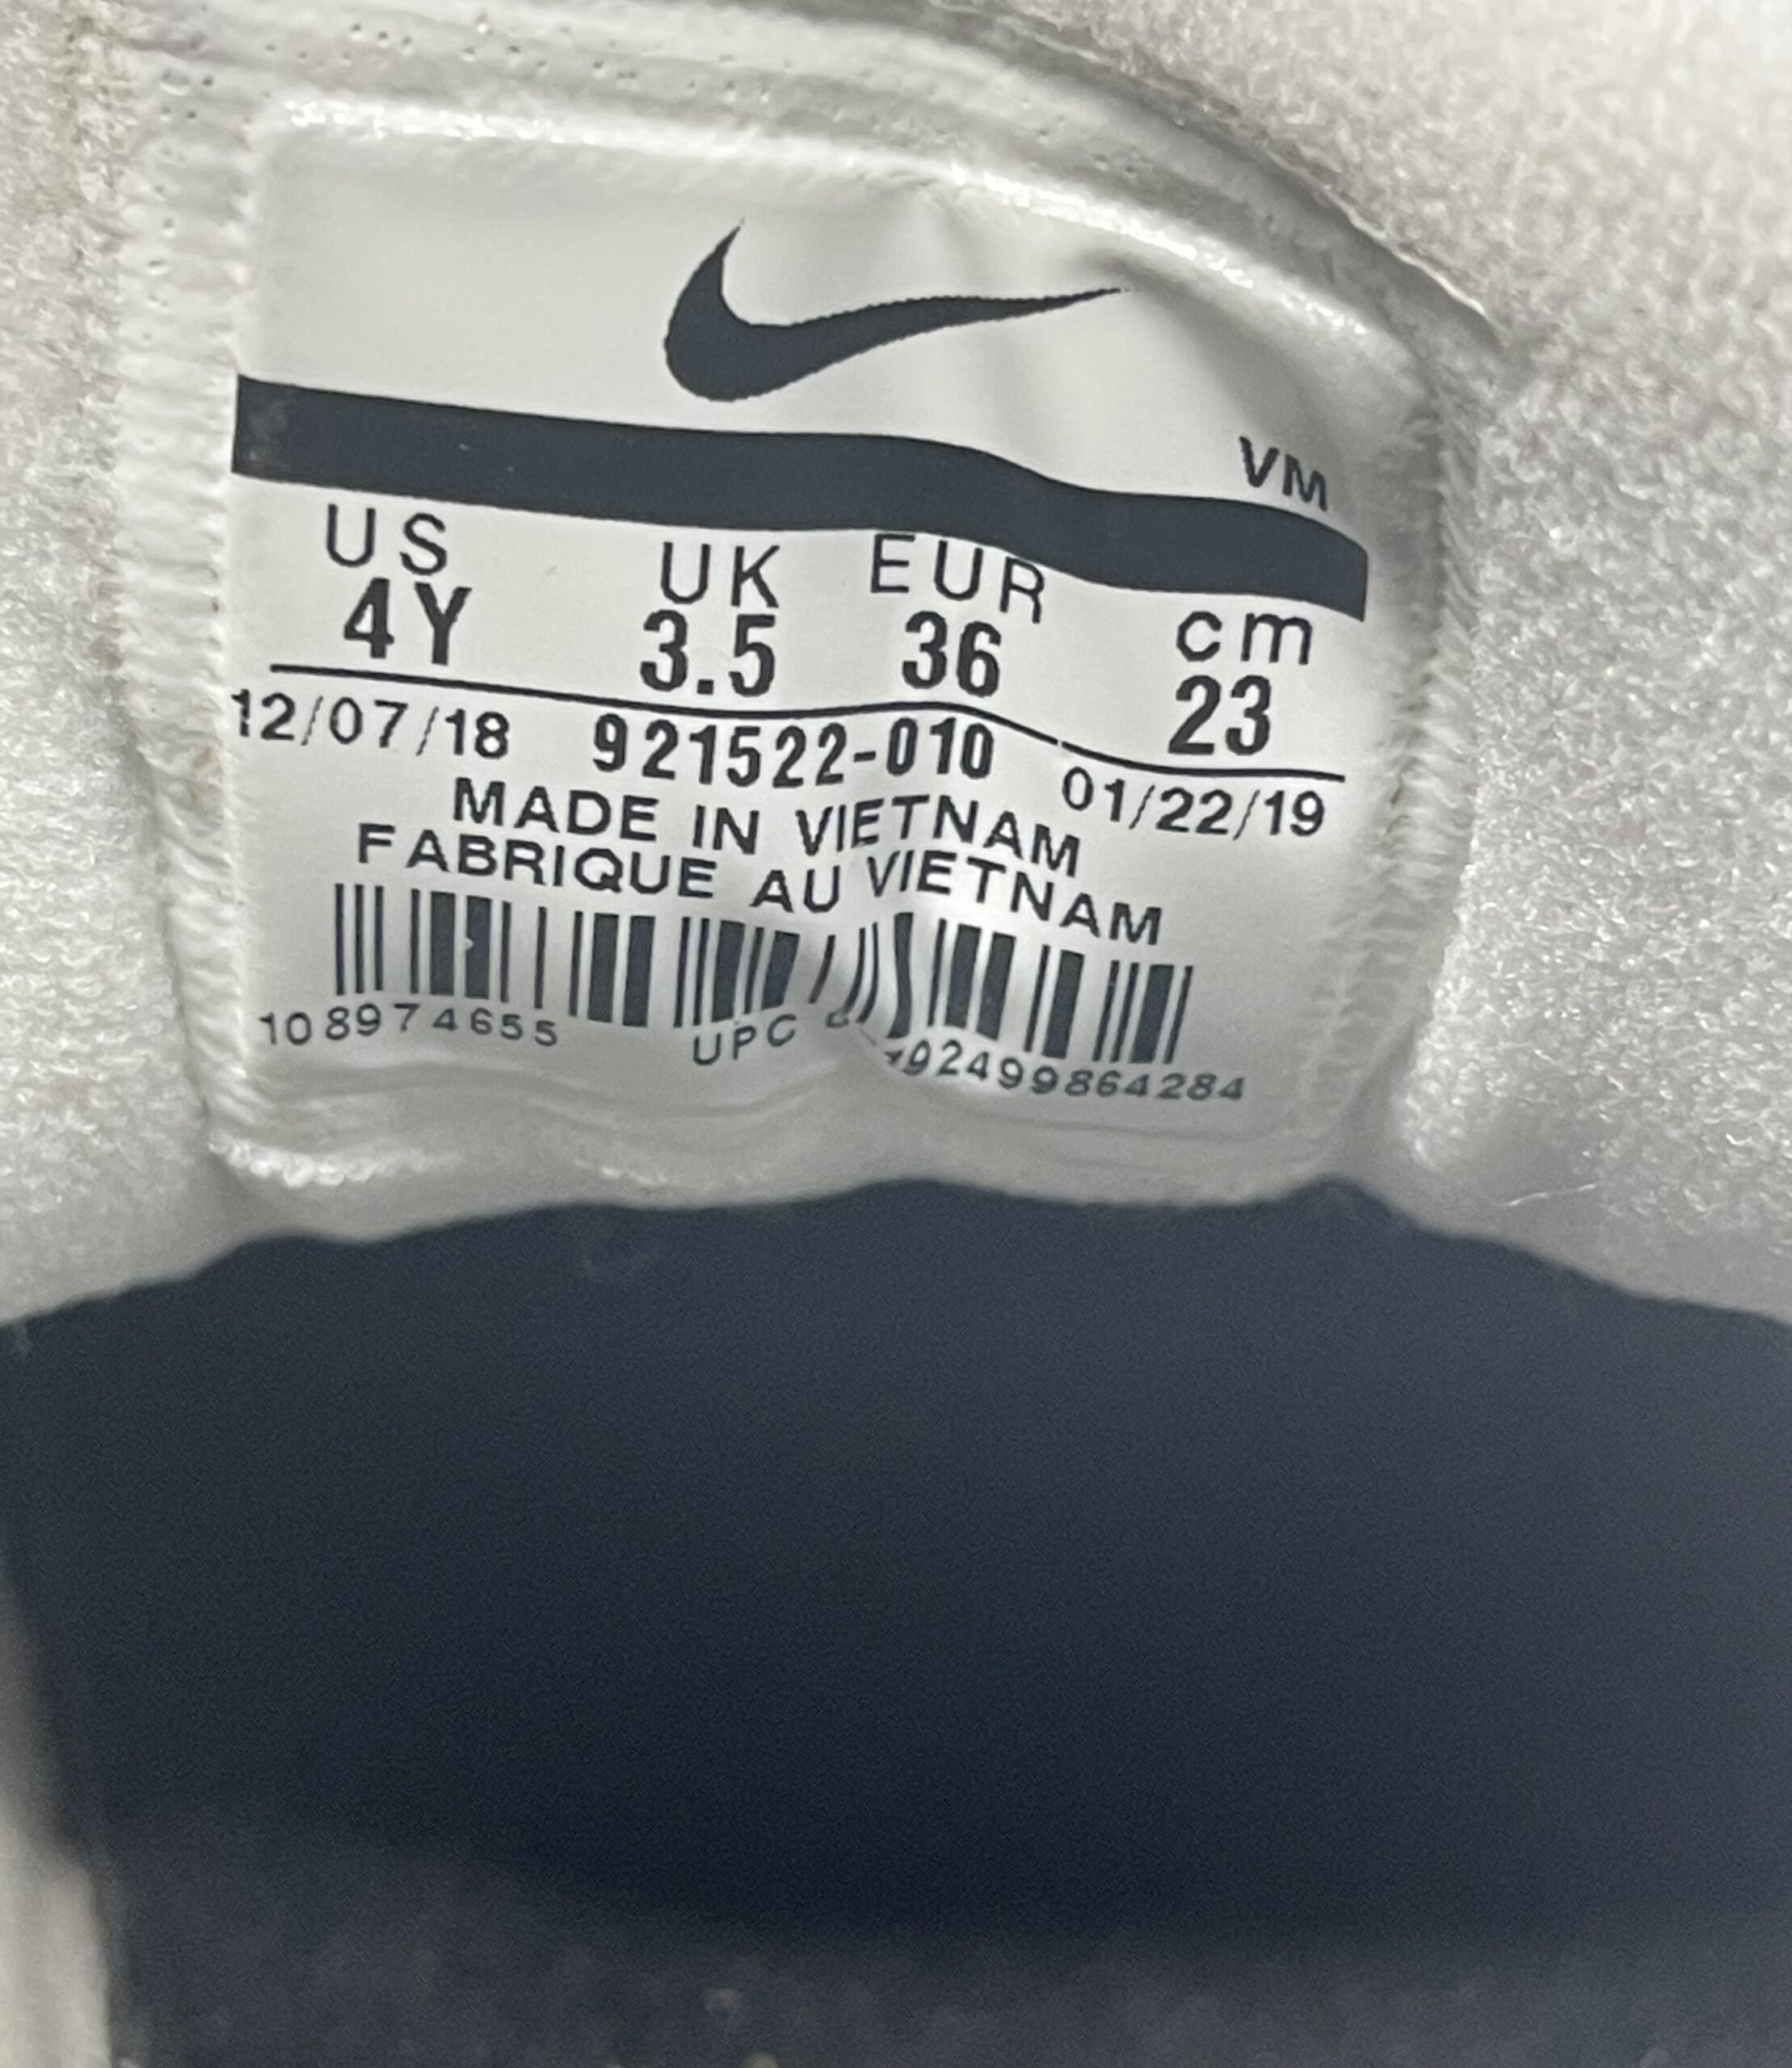 VM
US UK EUR cm
4Y 3.5 36 23
12/07/18 921522-010 01/22/19
MADE IN VIETNAM
FABRIQUE AU VIETNAM
108974655 UPC